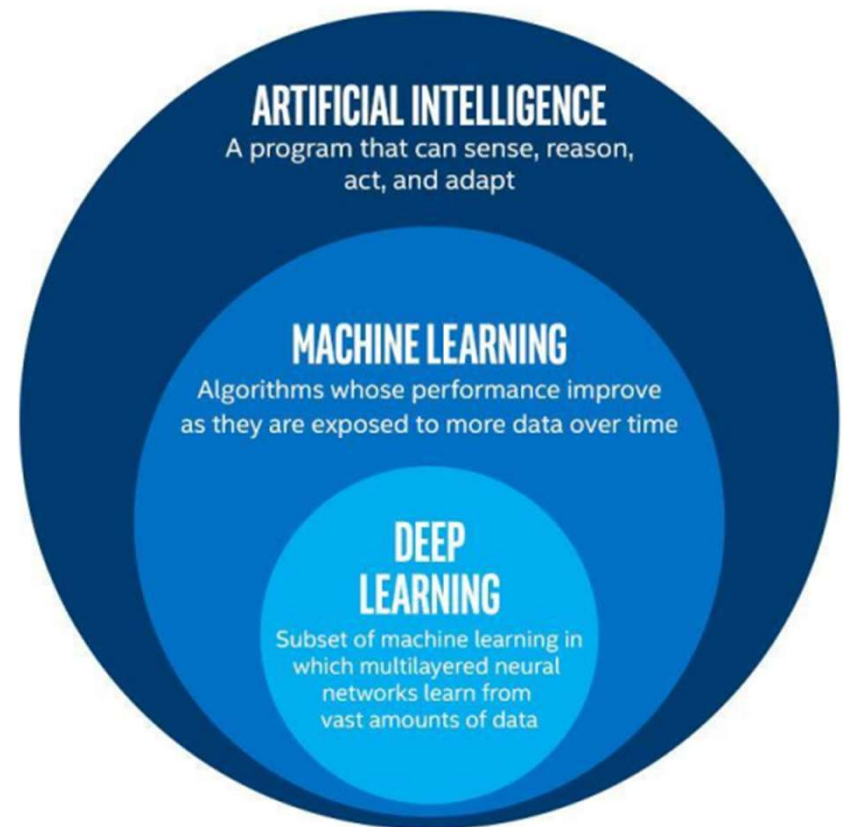 ARTIFICIAL INTELLIGENCE
A program that can sense, reason,
act, and adapt
MACHINE LEARNING
Algorithms whose performance improve
as they are exposed to more data over time
DEEP
LEARNING
Subset of machine learning in
which multilayered neural
networks learn from
vast amounts of data